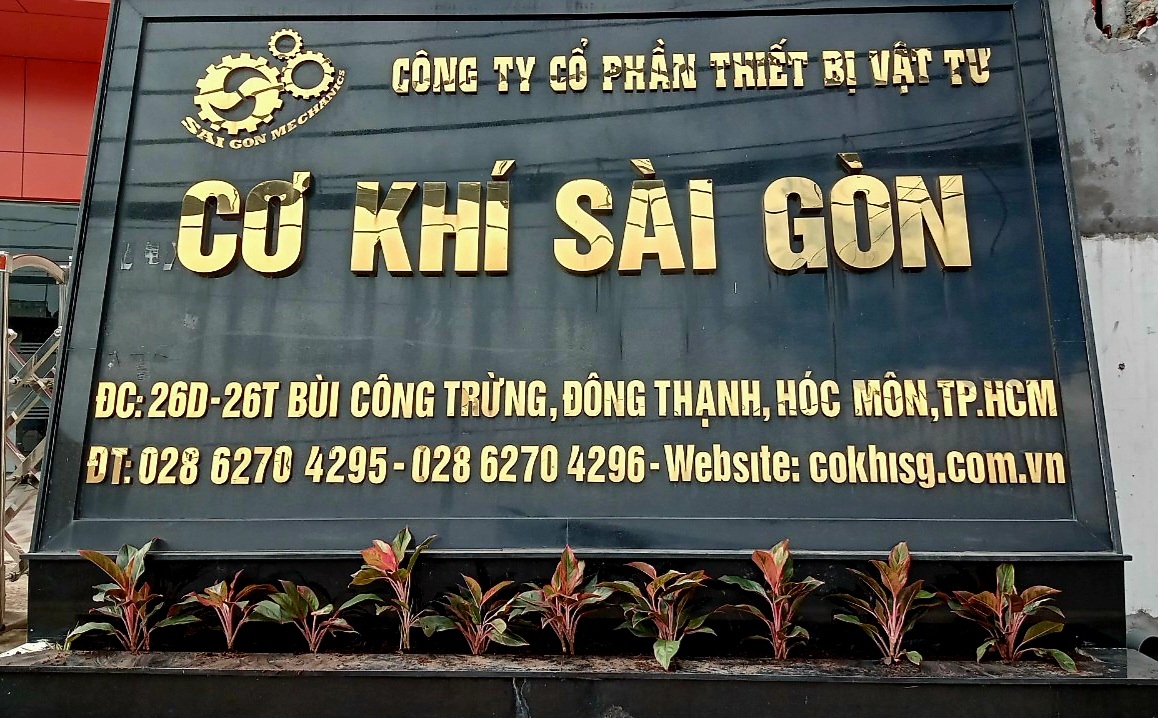 SAI GON MECHANICS
CÔNG TY CỔ PHẦN THIẾT BỊ VẬT TƯ
CƠ KHÍ SÀI GÒN
ĐC: 26D-26T BÙI CÔNG TRỪNG, ĐÔNG THẠNH, HÓC MÔN, TP.HCM
ĐT: 028 6270 4295 - 028 6270 4296 - Website: cokhisg.com.vn